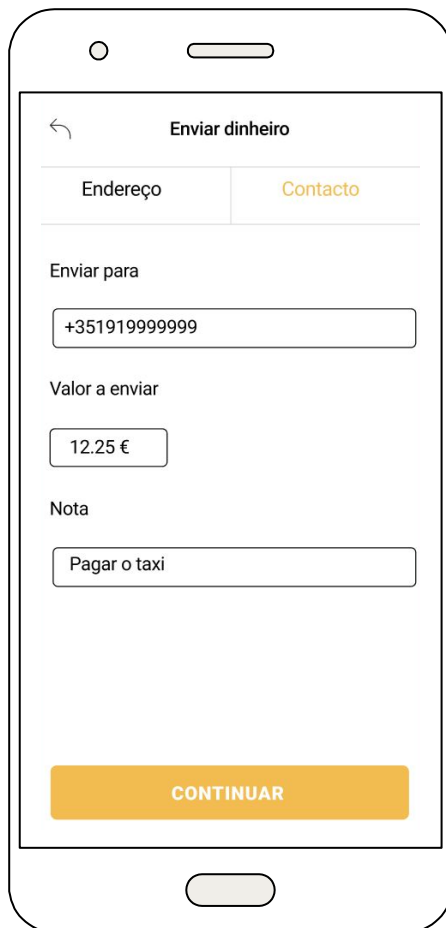 Enviar dinheiro
Endereço
Contacto
Enviar para
+351919999999
Valor a enviar
12.25 €
Nota
Pagar o taxi
CONTINUAR